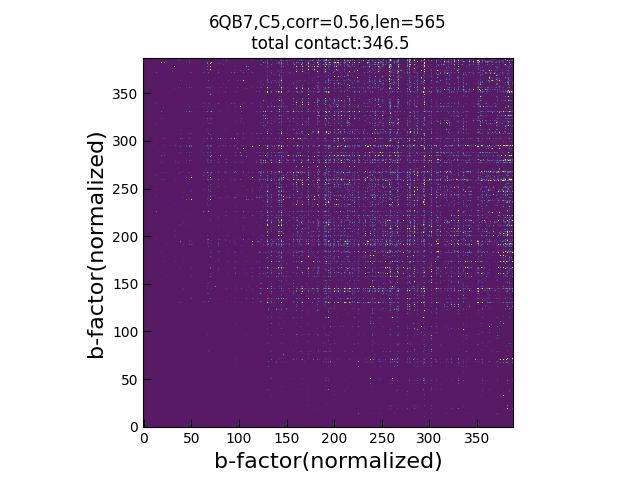 6QB7,C5,corr=0.56,len=565
total contact:346.5
b-factor(normalized)
350
300
250
200
150
100
50
0
0 50 100 150 200 250 300 350
b-factor(normalized)